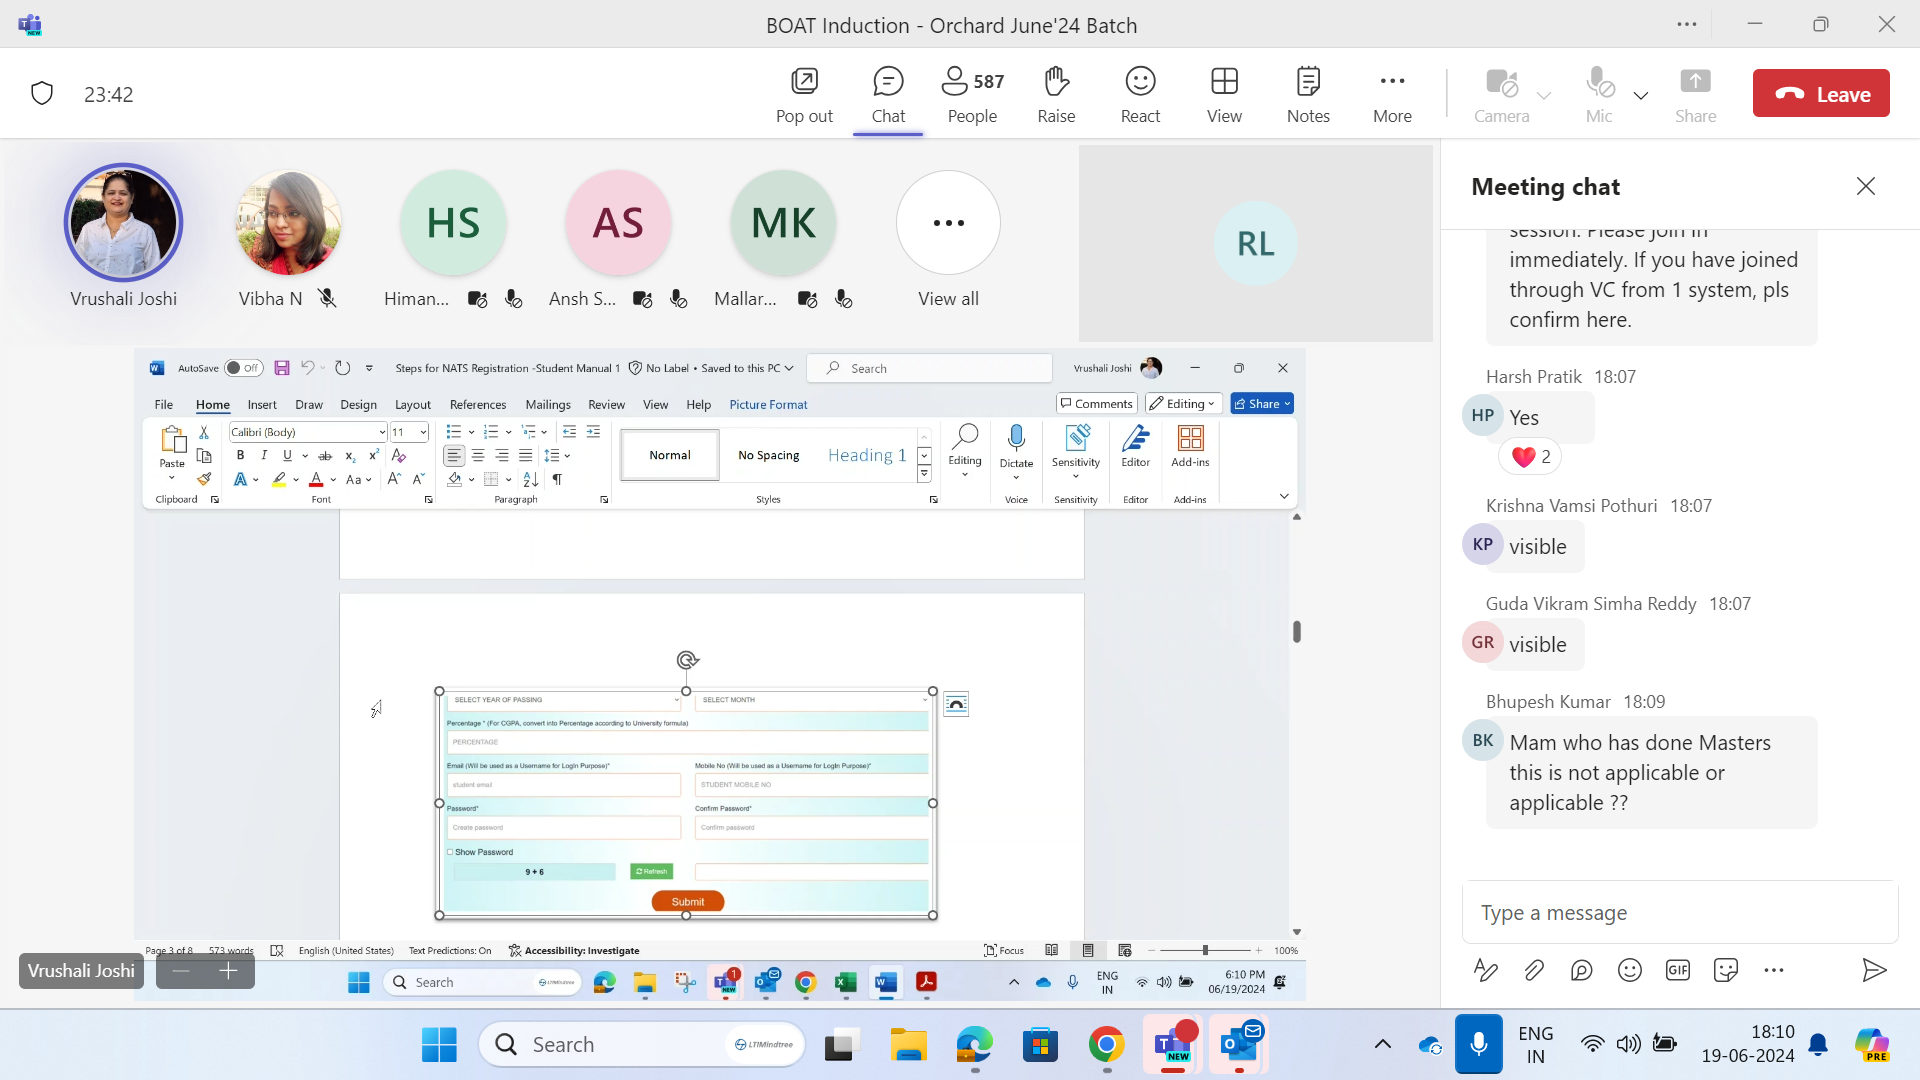 BOAT Induction - Orchard June'24 Batch
23:42
Pop out
Chat
587
People
Raise
React
View
Notes
More
Camera
Mic
Share
Leave
Vrushali Joshi
Vibha N
HS
Himan...
AS
Ansh S...
MK
Mallar...
View all
RL
Meeting chat
immediately. If you have joined
through VC from 1 system, pls
confirm here.
Harsh Pratik 18:07
HP Yes
2
Krishna Vamsi Pothuri 18:07
KP visible
Guda Vikram Simha Reddy 18:07
GR visible
Bhupesh Kumar 18:09
BK Mam who has done Masters
this is not applicable or
applicable ??
Type a message
GIF
AutoSave Off
Steps for NATS Registration -Student Manual 1
No Label • Saved to this PC
Search
Vrushali Joshi
File Home Insert Draw Design Layout References Mailings Review View Help Picture Format
Comments Editing Share
Paste
Calibri (Body) 11
Normal
No Spacing
Heading 1
Editing
Dictate
Sensitivity
Editor
Add-ins
Clipboard Font Paragraph Styles Voice Sensitivity Editor Add-ins
SELECT YEAR OF PASSING SELECT MONTH
Percentage * (For CGPA, convert into Percentage according to University formula)
PERCENTAGE
Email (Will be used as a Username for LogIn Purpose)* Mobile No (Will be used as a Username for LogIn Purpose)*
student email STUDENT MOBILE NO
Password* Confirm Password*
Create password Confirm password
Show Password
9 + 6 Refresh
Submit
Page 3 of 8 573 words English (United States) Text Predictions: On Accessibility: Investigate Focus 100%
Vrushali Joshi
Search LTIMindtree
ENG
IN
6:10 PM
06/19/2024
Search LTIMindtree
NEW
ENG
IN
18:10
19-06-2024
PRE